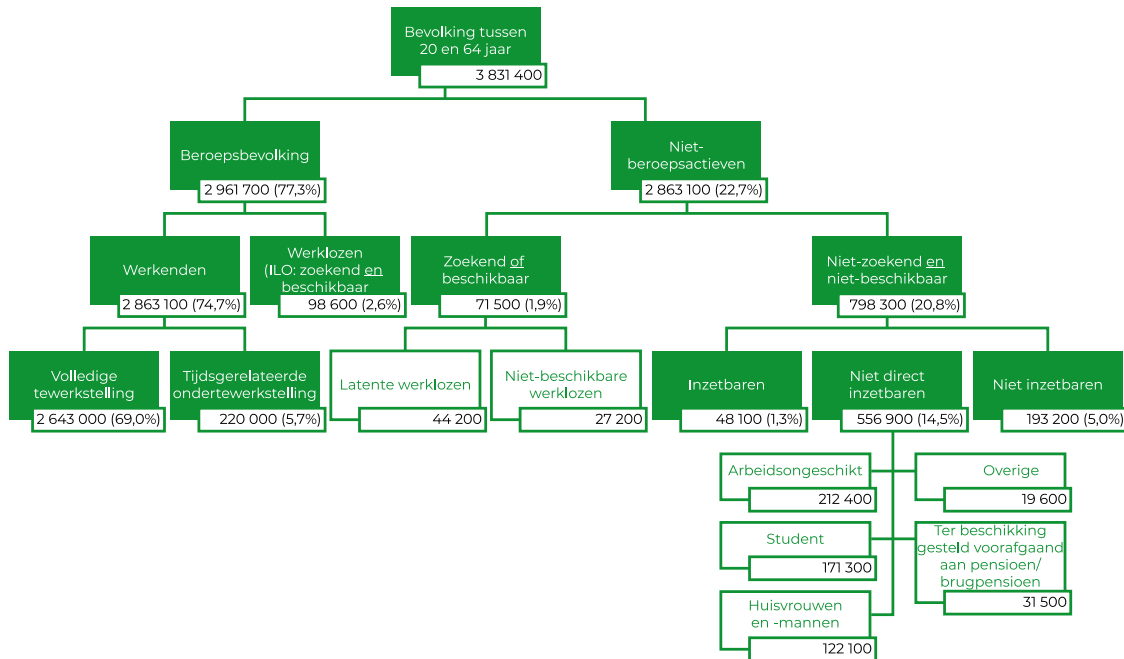 Bevolking tussen
20 en 64 jaar
3 831 400
Beroepsbevolking
2 961 700 (77,3%)
Niet-
beroepsactieven
2 863 100 (22,7%)
Werkenden
2 863 100 (74,7%)
Werklozen
(ILO: zoekend en
beschikbaar
98 600 (2,6%)
Zoekend of
beschikbaar
71 500 (1,9%)
Niet-zoekend en
niet-beschikbaar
798 300 (20,8%)
Volledige
tewerkstelling
2 643 000 (69,0%)
Tijdsgerelateerde
ondertewerkstelling
220 000 (5,7%)
Latente werklozen
44 200
Niet-beschikbare
werklozen
27 200
Inzetbaren
48 100 (1,3%)
Niet direct
inzetbaren
556 900 (14,5%)
Niet inzetbaren
193 200 (5,0%)
Arbeidsongeschikt
212 400
Overige
19 600
Student
171 300
Ter beschikking
gesteld voorafgaand
aan pensioen/
brugpensioen
31 500
Huisvrouwen
en -mannen
122 100